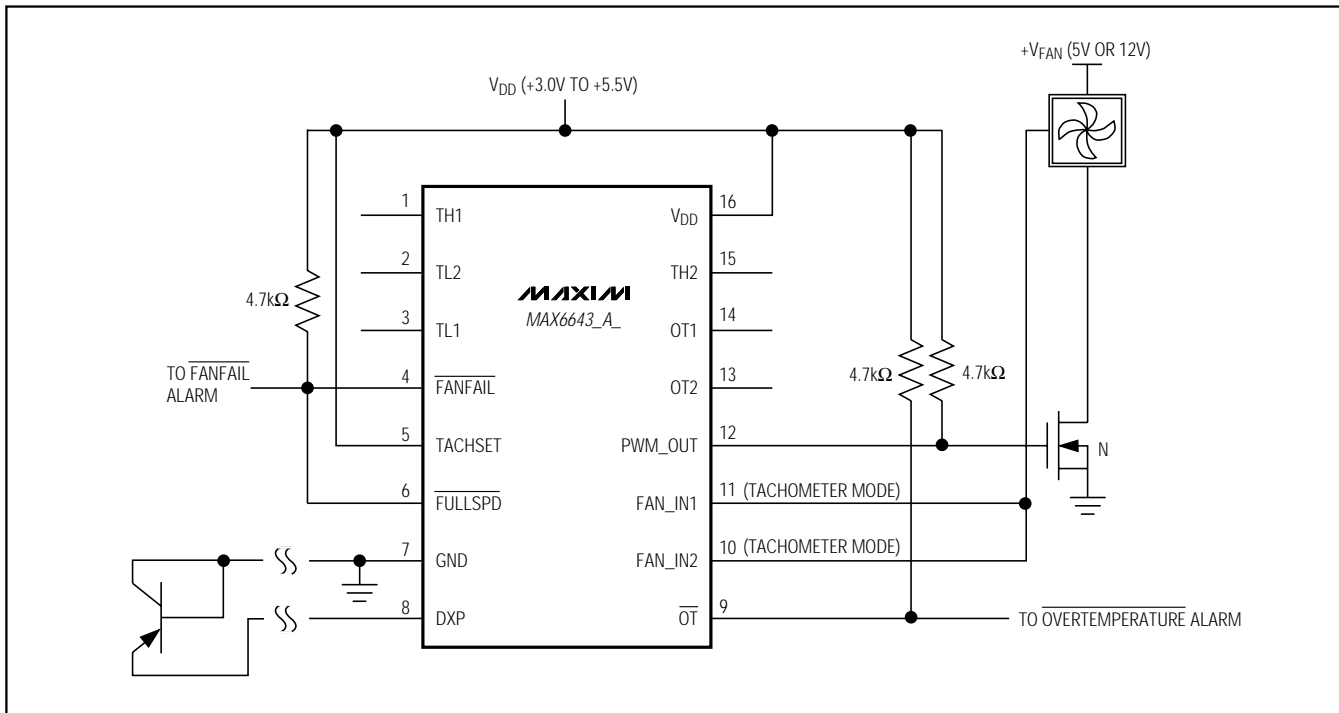 +VFAN (5V OR 12V)
VDD (+3.0V TO +5.5V)
1 TH1
2 TL2
3 TL1
4 FANFAIL
5 TACHSET
6 FULLSPD
7 GND
8 DXP
MAXIM
MAX6643_A_
VDD 16
TH2 15
OT1 14
OT2 13
PWM_OUT 12
FAN_IN1 11 (TACHOMETER MODE)
FAN_IN2 10 (TACHOMETER MODE)
OT 9
4.7kΩ
TO FANFAIL
ALARM
4.7kΩ
4.7kΩ
N
TO OVERTEMPERATURE ALARM